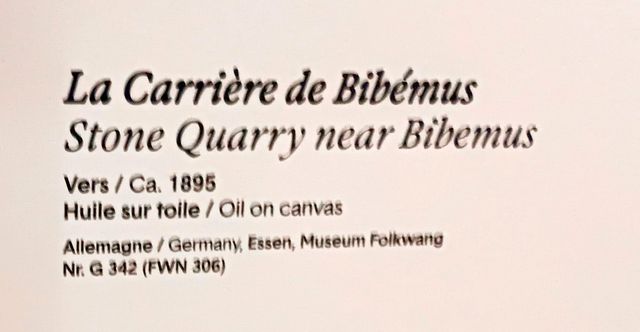 La Carrière de Bibémus
Stone Quarry near Bibemus
Vers / Ca. 1895
Huile sur toile / Oil on canvas
Allemagne / Germany, Essen, Museum Folkwang
Nr. G 342 (FWN 306)